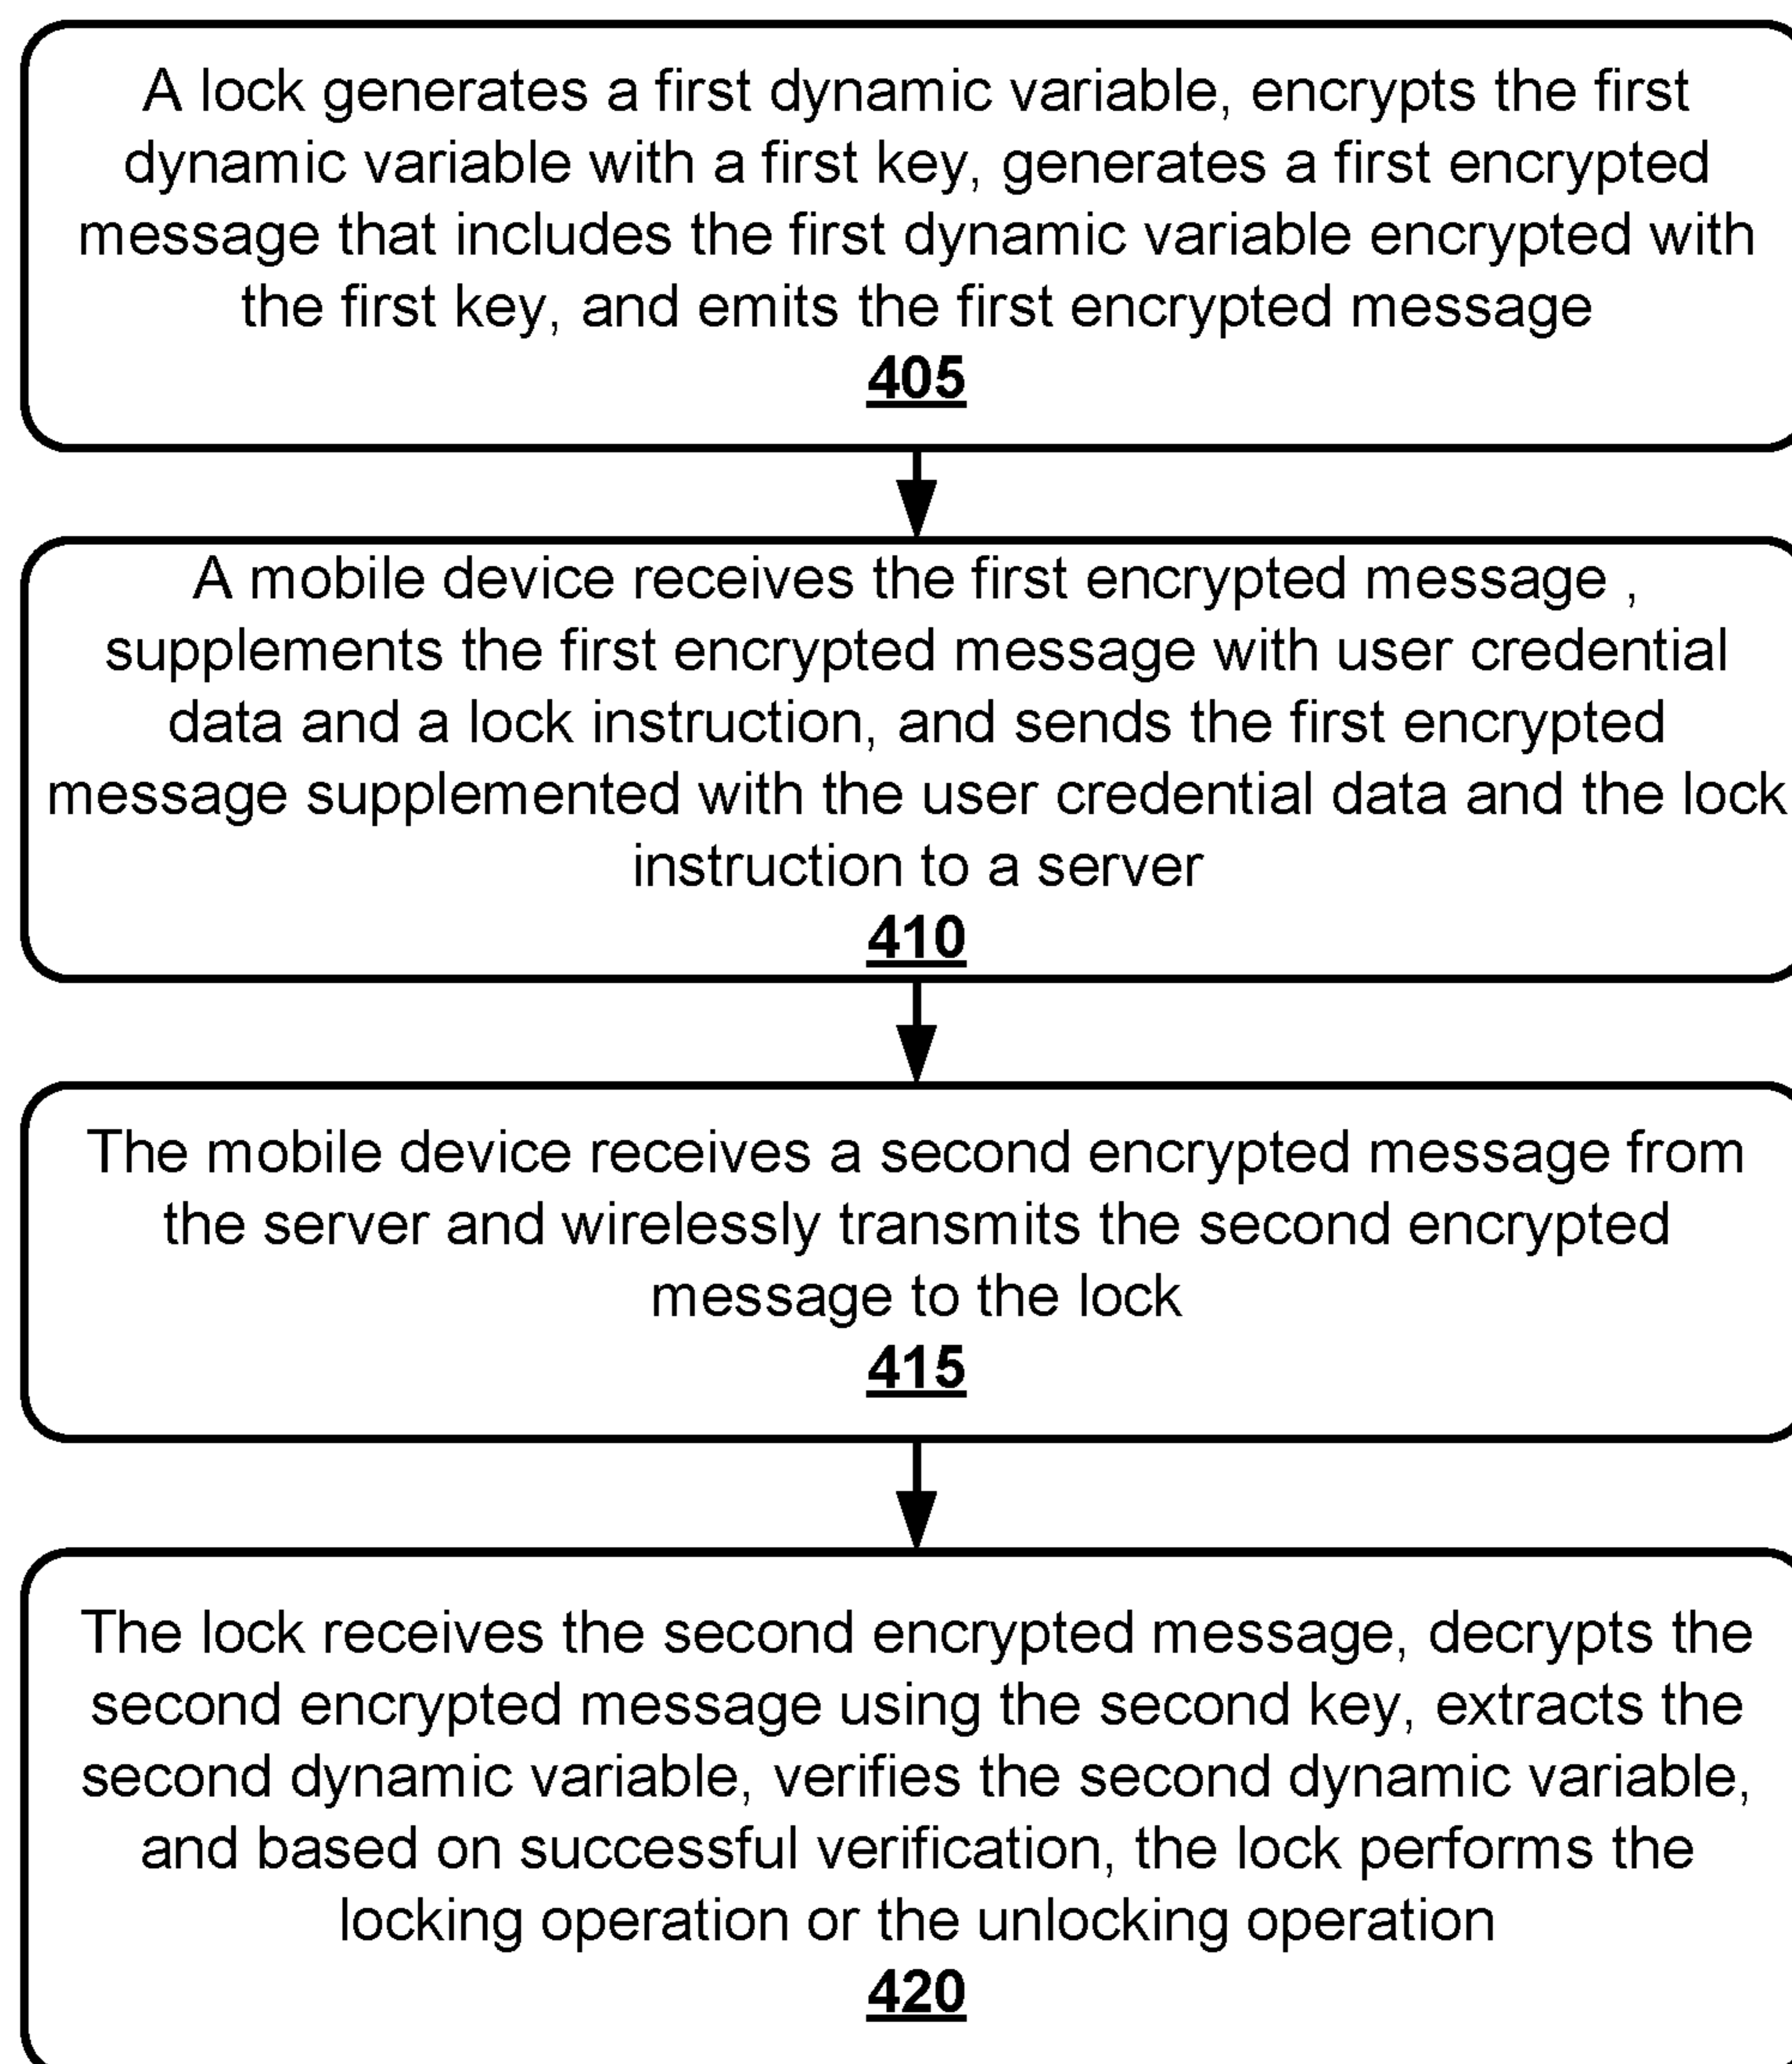 A lock generates a first dynamic variable, encrypts the first
dynamic variable with a first key, generates a first encrypted
message that includes the first dynamic variable encrypted with
the first key, and emits the first encrypted message
405
A mobile device receives the first encrypted message ,
supplements the first encrypted message with user credential
data and a lock instruction, and sends the first encrypted
message supplemented with the user credential data and the lock
instruction to a server
410
The mobile device receives a second encrypted message from
the server and wirelessly transmits the second encrypted
message to the lock
415
The lock receives the second encrypted message, decrypts the
second encrypted message using the second key, extracts the
second dynamic variable, verifies the second dynamic variable,
and based on successful verification, the lock performs the
locking operation or the unlocking operation
420